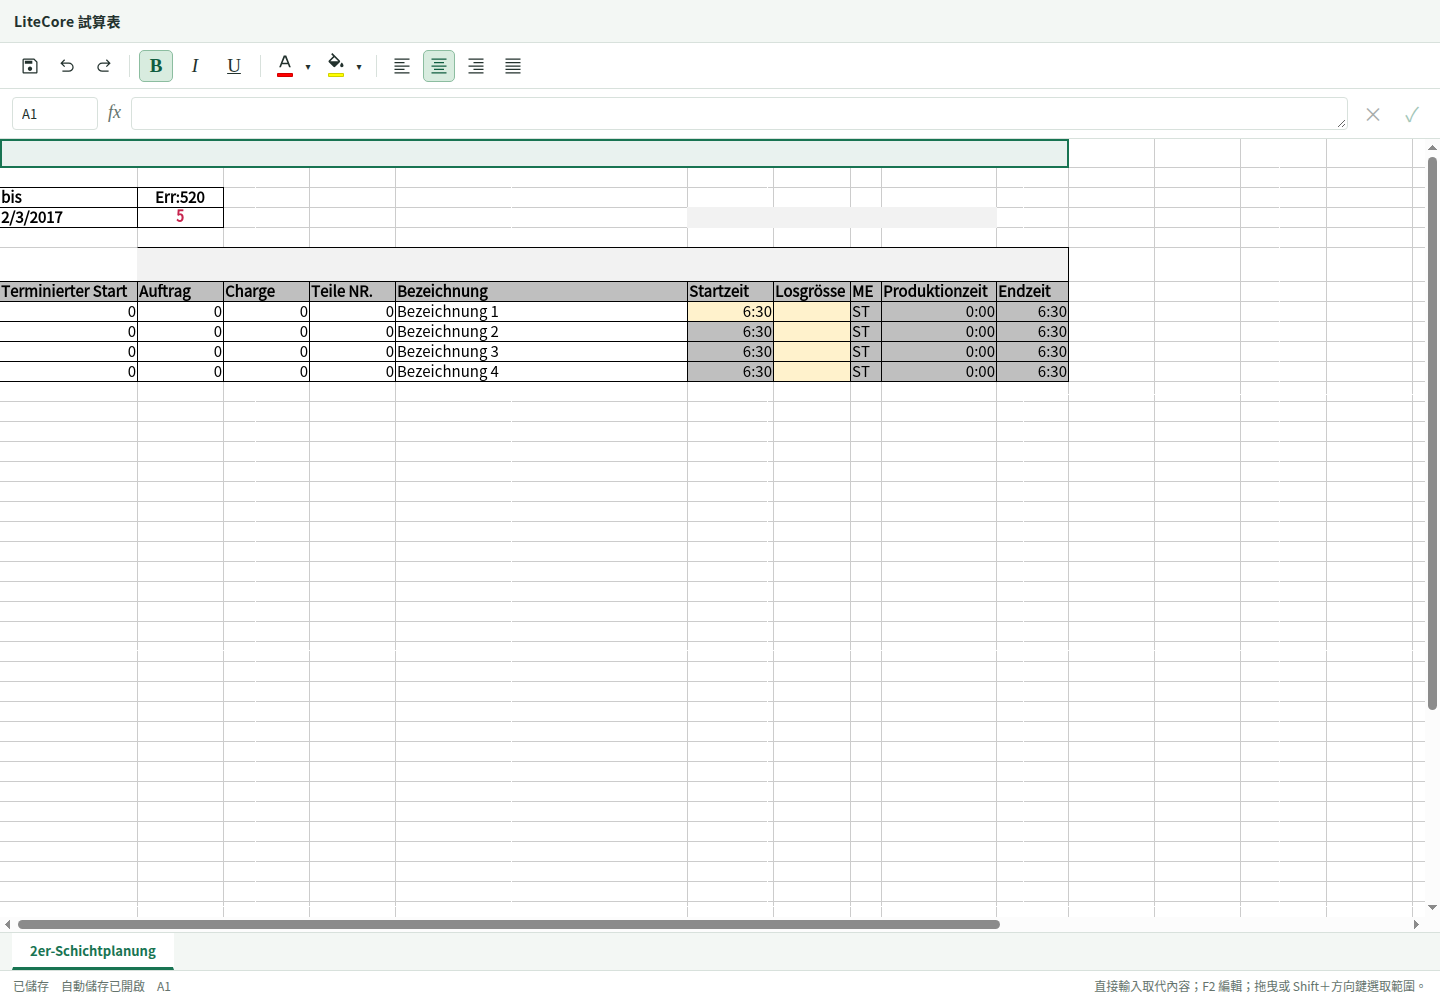 LiteCore 試算表
B I U A
A1 fx
bis Err:520
2/3/2017 5
Terminierter Start Auftrag Charge Teile NR. Bezeichnung Startzeit Losgrösse ME Produktionzeit Endzeit
0 0 0 0 Bezeichnung 1 6:30 ST 0:00 6:30
0 0 0 0 Bezeichnung 2 6:30 ST 0:00 6:30
0 0 0 0 Bezeichnung 3 6:30 ST 0:00 6:30
0 0 0 0 Bezeichnung 4 6:30 ST 0:00 6:30
2er-Schichtplanung
已儲存 自動儲存已開啟 A1 直接輸入取代內容；F2 編輯；拖曳或 Shift＋方向鍵選取範圍。